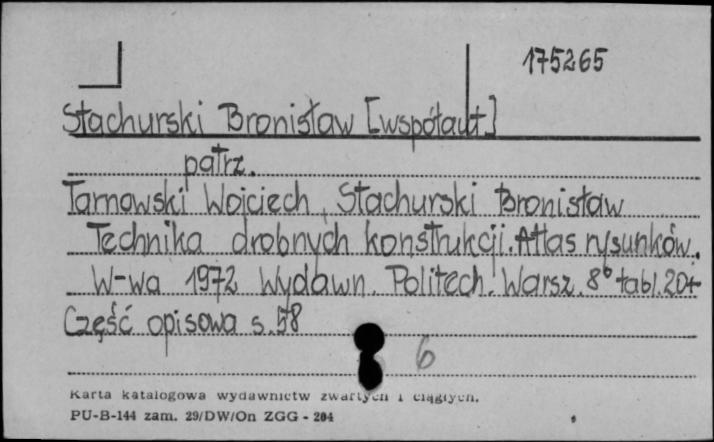 175265
Stachurski Bronisław [współaut]
patrz.
Tarnowski Wojciech, Stachurski Bronisław
Technika drobnych konstrukcji. Atlas rysunków.
W-wa 1972 Wydawn. Politech. Warsz. 8° tabl. 20+
Część opisowa s. 58
6
Karta katalogowa wydawnictw zwartych i ciągłych.
PU-B-144 zam. 29/DW/On ZGG - 204